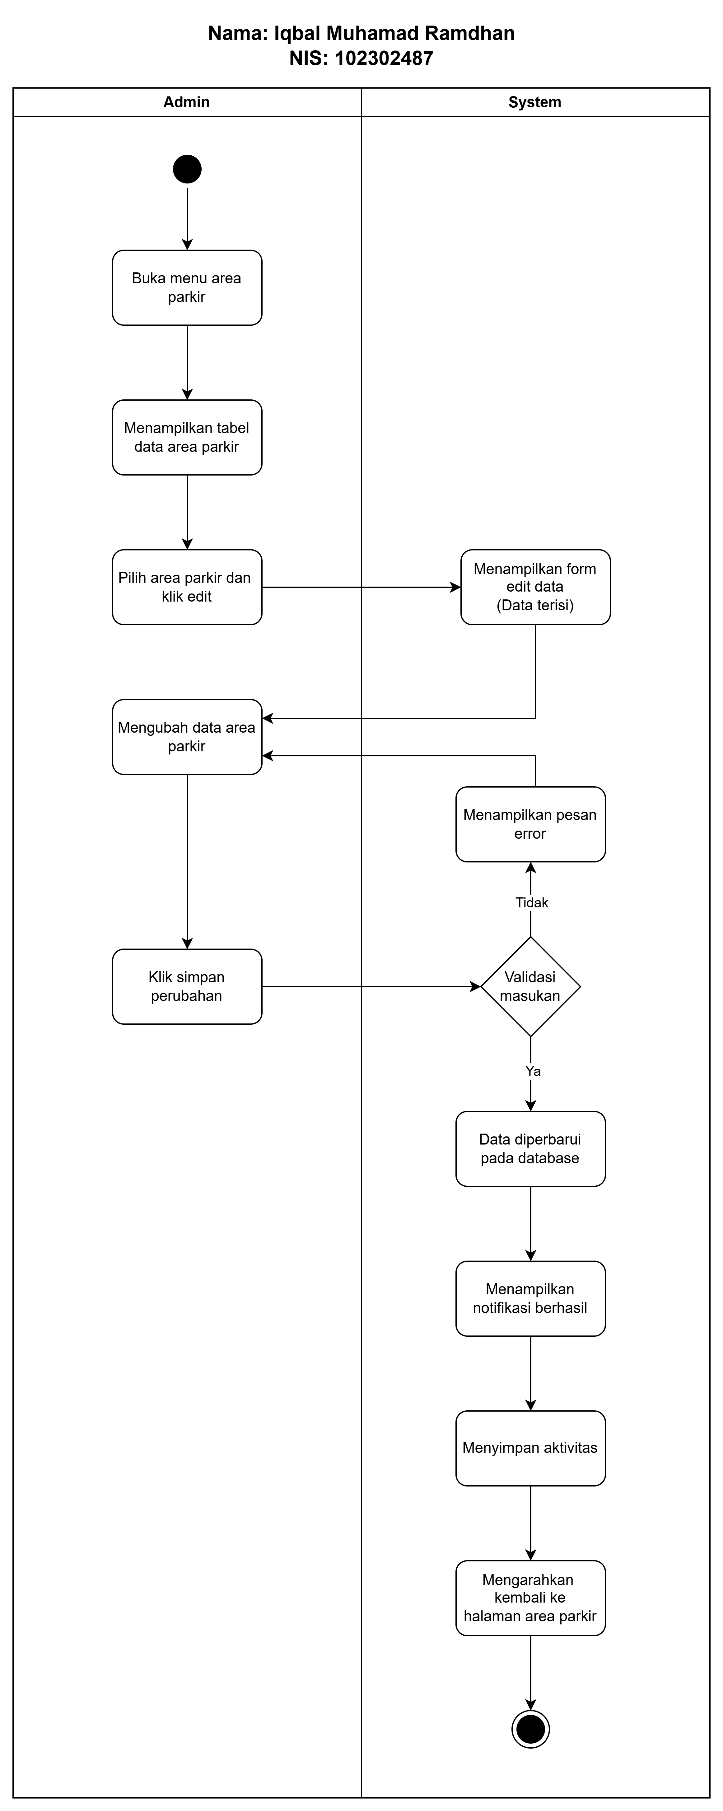 Nama: Iqbal Muhamad Ramdhan
NIS: 102302487
Admin
System
Buka menu area
parkir
Menampilkan tabel
data area parkir
Pilih area parkir dan
klik edit
Menampilkan form
edit data
(Data terisi)
Mengubah data area
parkir
Menampilkan pesan
error
Tidak
Klik simpan
perubahan
Validasi
masukan
Ya
Data diperbarui
pada database
Menampilkan
notifikasi berhasil
Menyimpan aktivitas
Mengarahkan
kembali ke
halaman area parkir